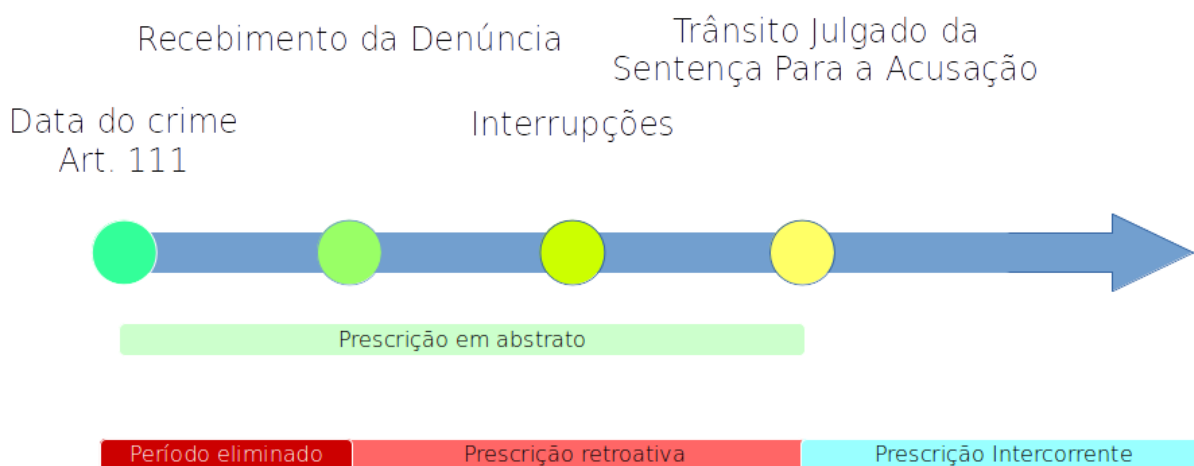 Recebimento da Denúncia
Trânsito Julgado da
Sentença Para a Acusação
Data do crime
Art. 111
Interrupções
Prescrição em abstrato
Período eliminado
Prescrição retroativa
Prescrição Intercorrente